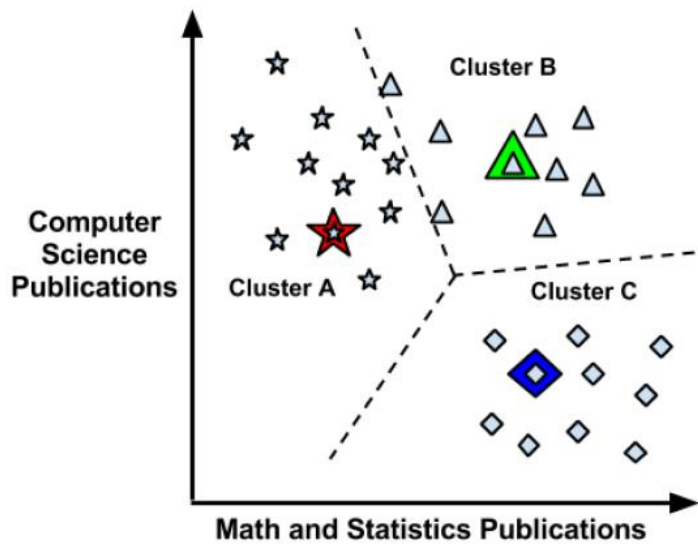 Cluster B
Computer
Science
Publications
Cluster A
Cluster C
Math and Statistics Publications